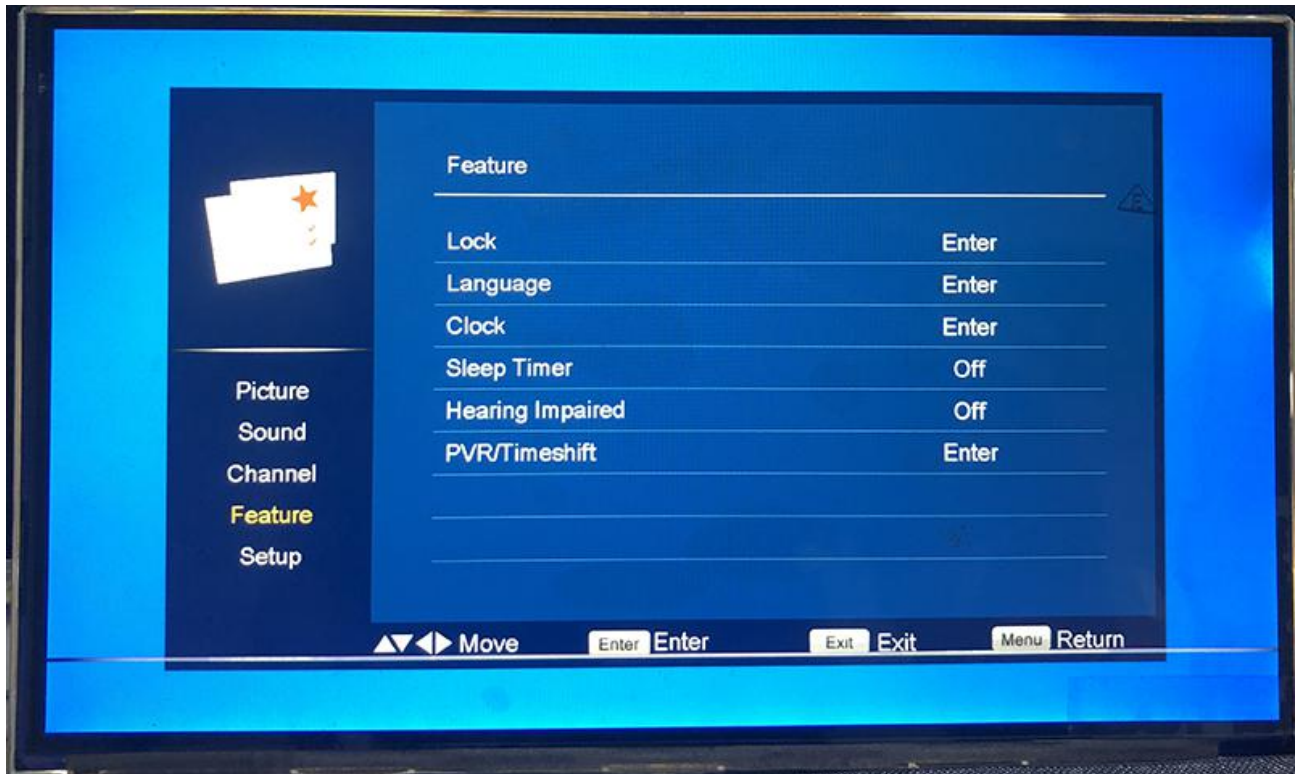 Feature
Lock Enter
Language Enter
Clock Enter
Sleep Timer Off
Hearing Impaired Off
PVR/Timeshift Enter
Picture
Sound
Channel
Feature
Setup
▲▼◀▶ Move Enter Enter Exit Exit Menu Return